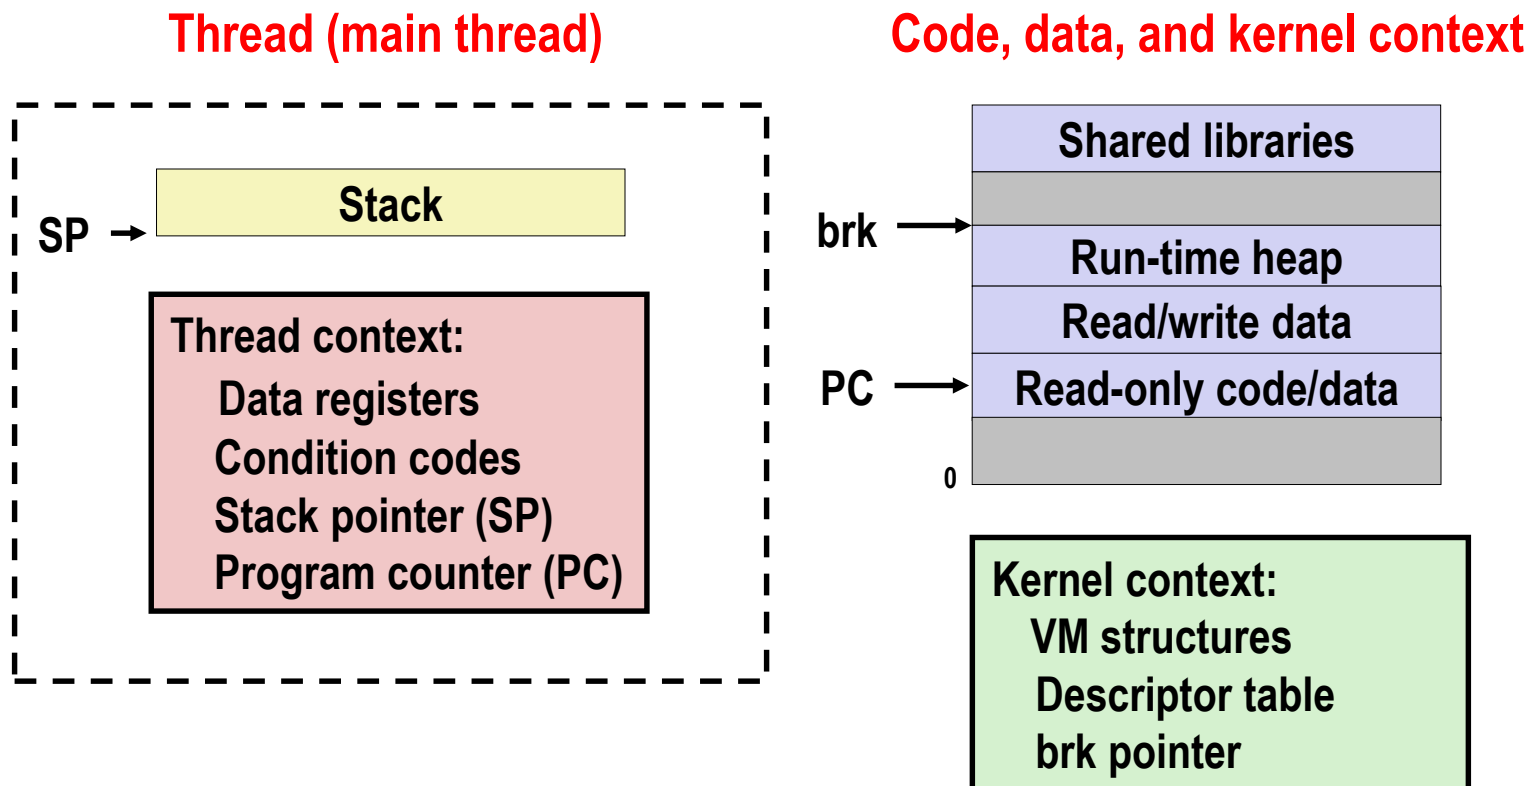 Thread (main thread)
Stack
SP
Thread context:
Data registers
Condition codes
Stack pointer (SP)
Program counter (PC)
Code, data, and kernel context
Shared libraries
brk
Run-time heap
Read/write data
PC
Read-only code/data
0
Kernel context:
VM structures
Descriptor table
brk pointer